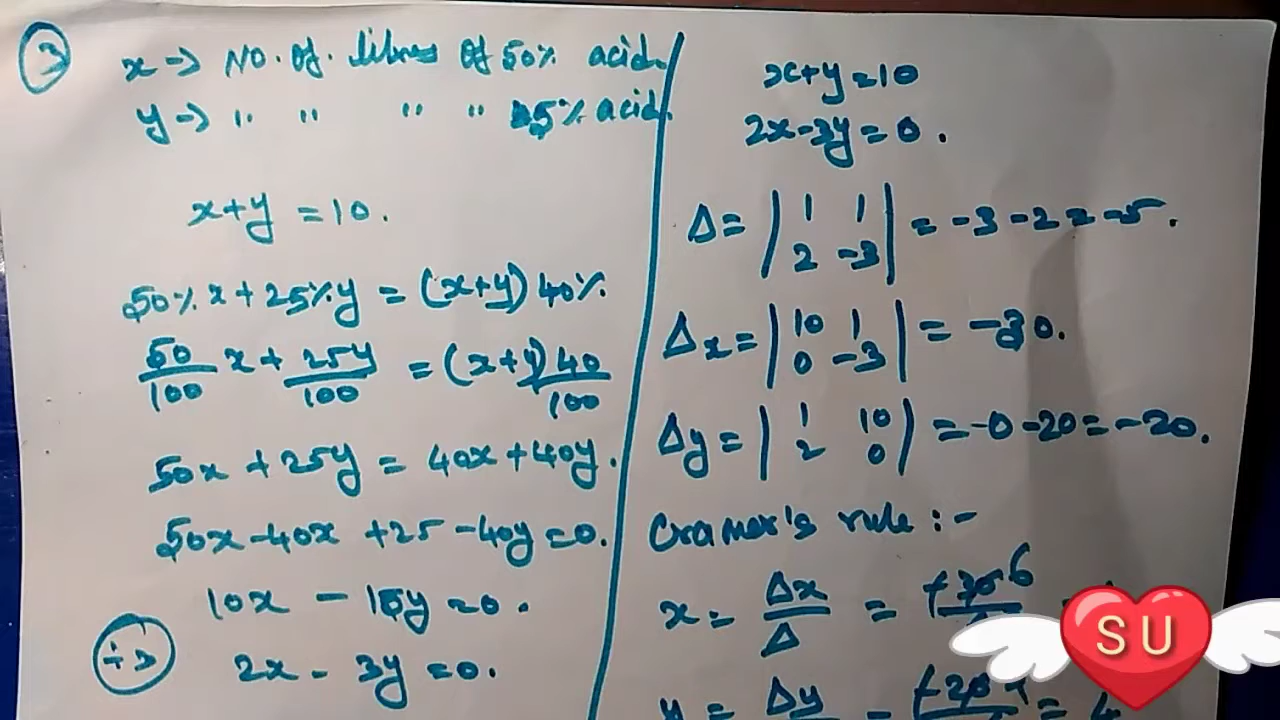 3
x → No. of. litres of 50% acid.
y → " " " " 25% acid.
x+y = 10.
50% x + 25% y = (x+y) 40%
50/100 x + 25y/100 = (x+y) 40/100
50x + 25y = 40x + 40y.
50x - 40x + 25 - 40y = 0.
10x - 15y = 0.
÷5 2x - 3y = 0.
x+y = 10
2x - 3y = 0.
Δ = | 1 1 | = -3 - 2 = -5.
| 2 -3 |
Δx = | 10 1 | = -30.
| 0 -3 |
Δy = | 1 10 | = -0 - 20 = -20.
| 2 0 |
Cramer's rule :-
x = Δx/Δ =
y = Δy = = 4
S U